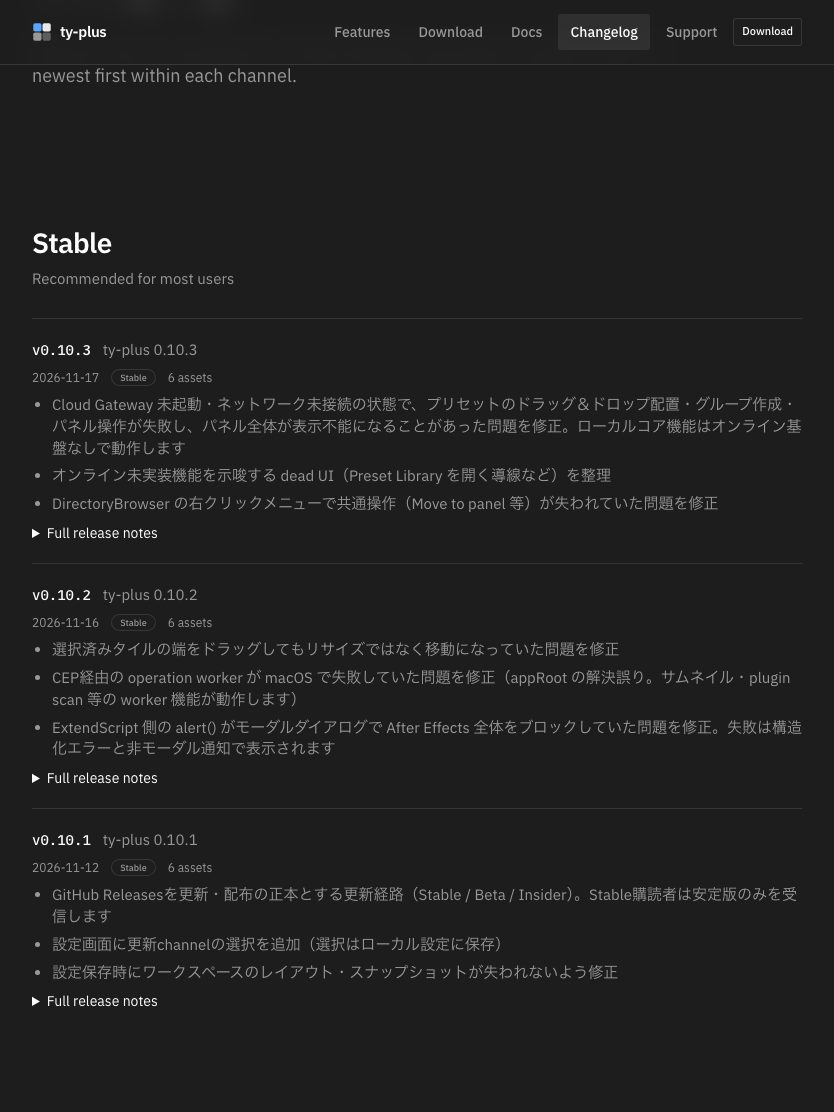 ty-plus
Features
Download
Docs
Changelog
Support
Download
newest first within each channel.
Stable
Recommended for most users
v0.10.3 ty-plus 0.10.3
2026-11-17 Stable 6 assets
• Cloud Gateway 未起動・ネットワーク未接続の状態で、プリセットのドラッグ＆ドロップ配置・グループ作成・
パネル操作が失敗し、パネル全体が表示不能になることがあった問題を修正。ローカルコア機能はオンライン基
盤なしで動作します
• オンライン未実装機能を示唆する dead UI（Preset Library を開く導線など）を整理
• DirectoryBrowser の右クリックメニューで共通操作（Move to panel 等）が失われていた問題を修正
▶ Full release notes
v0.10.2 ty-plus 0.10.2
2026-11-16 Stable 6 assets
• 選択済みタイルの端をドラッグしてもリサイズではなく移動になっていた問題を修正
• CEP経由の operation worker が macOS で失敗していた問題を修正（appRoot の解決誤り。サムネイル・plugin
scan 等の worker 機能が動作します）
• ExtendScript 側の alert() がモーダルダイアログで After Effects 全体をブロックしていた問題を修正。失敗は構造
化エラーと非モーダル通知で表示されます
▶ Full release notes
v0.10.1 ty-plus 0.10.1
2026-11-12 Stable 6 assets
• GitHub Releasesを更新・配布の正本とする更新経路（Stable / Beta / Insider）。Stable購読者は安定版のみを受
信します
• 設定画面に更新channelの選択を追加（選択はローカル設定に保存）
• 設定保存時にワークスペースのレイアウト・スナップショットが失われないよう修正
▶ Full release notes